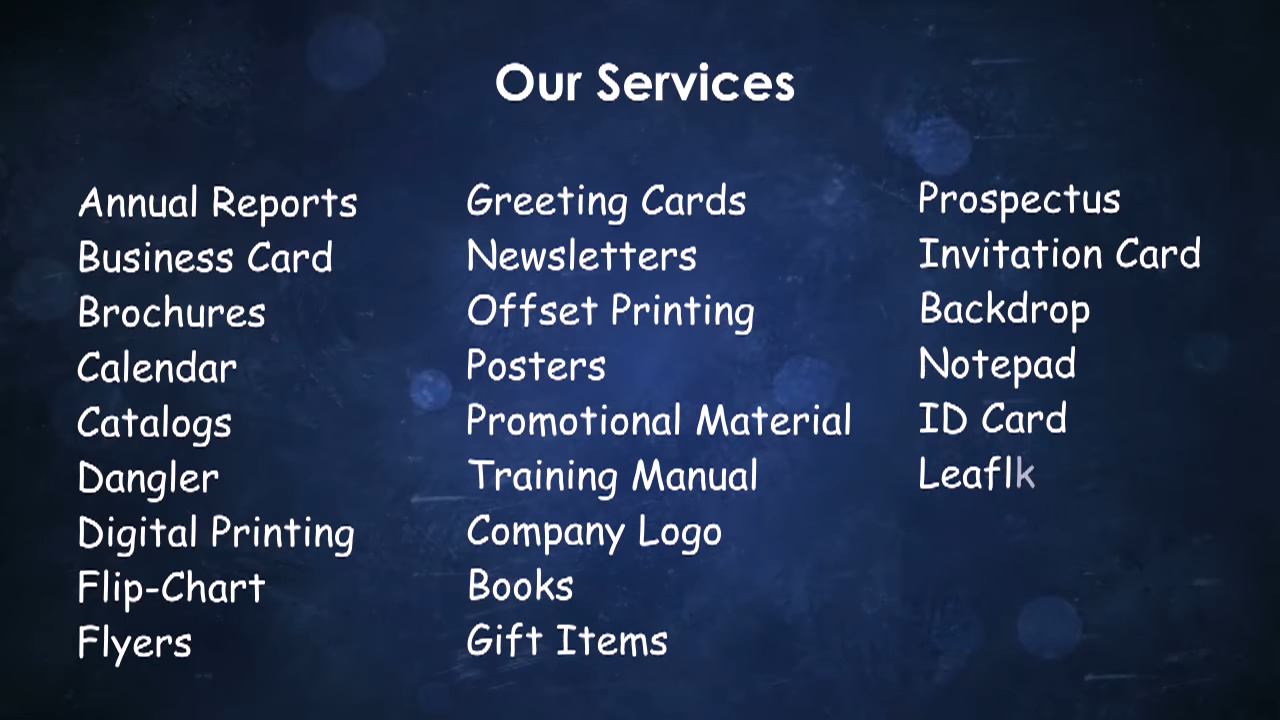 Our Services
Annual Reports
Business Card
Brochures
Calendar
Catalogs
Dangler
Digital Printing
Flip-Chart
Flyers
Greeting Cards
Newsletters
Offset Printing
Posters
Promotional Material
Training Manual
Company Logo
Books
Gift Items
Prospectus
Invitation Card
Backdrop
Notepad
ID Card
Leaflk